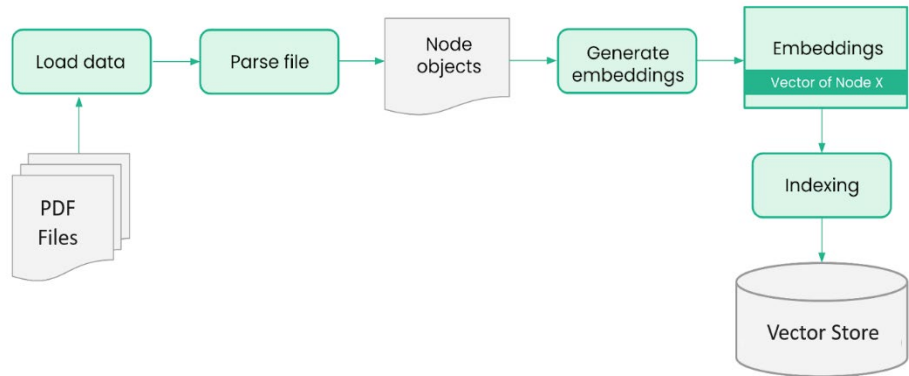 Load data
Parse file
Node
objects
Generate
embeddings
Embeddings
Vector of Node X
PDF
Files
Indexing
Vector Store